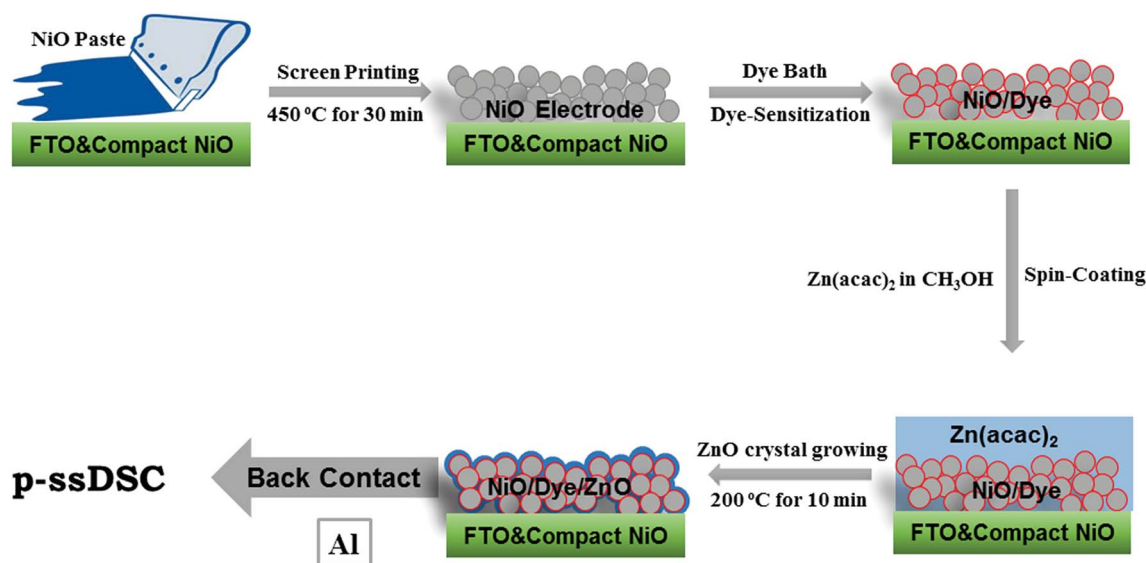 NiO Paste
FTO&Compact NiO
Screen Printing
450 °C for 30 min
NiO Electrode
FTO&Compact NiO
Dye Bath
Dye-Sensitization
NiO/Dye
FTO&Compact NiO
Zn(acac)₂ in CH₃OH
Spin-Coating
Zn(acac)₂
NiO/Dye
FTO&Compact NiO
ZnO crystal growing
200 °C for 10 min
NiO/Dye/ZnO
FTO&Compact NiO
Back Contact
Al
p-ssDSC